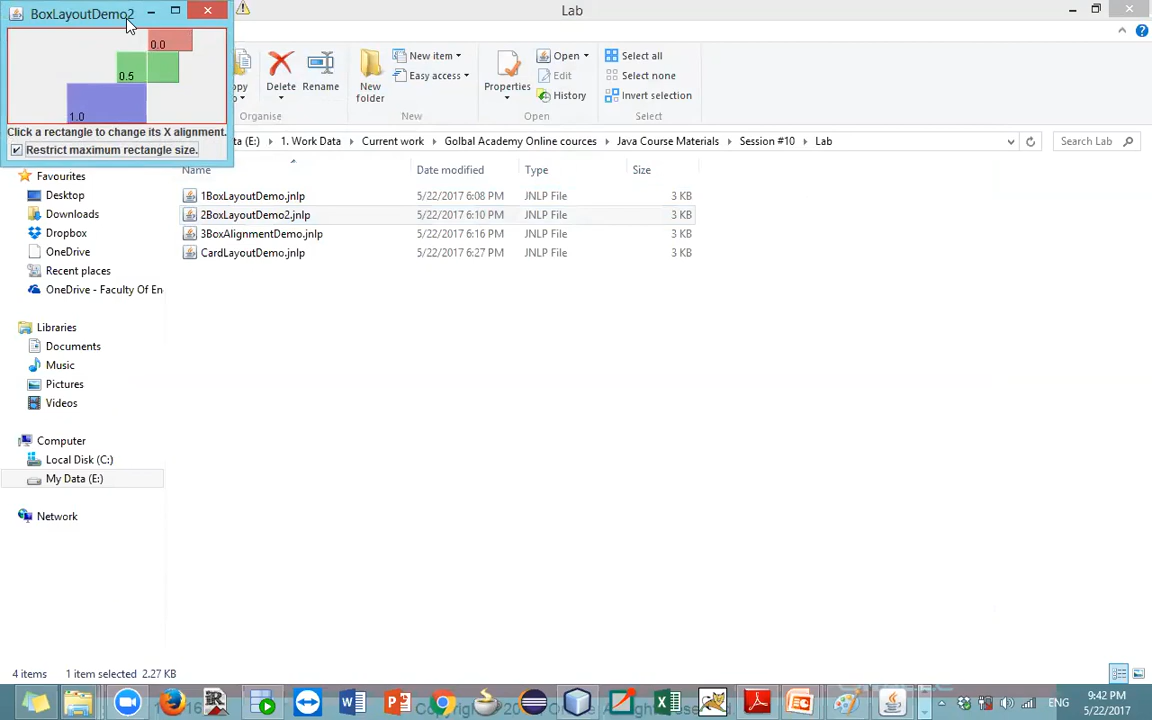 BoxLayoutDemo2
Lab
0.0
0.5
1.0
Click a rectangle to change its X alignment.
Restrict maximum rectangle size.
Delete
Rename
New
folder
New item
Easy access
Properties
Open
Edit
History
Select all
Select none
Invert selection
Organise
New
Open
Select
(E:)
1. Work Data
Current work
Golbal Academy Online cources
Java Course Materials
Session #10
Lab
Search Lab
Name
Date modified
Type
Size
Favourites
1BoxLayoutDemo.jnlp 5/22/2017 6:08 PM JNLP File 3 KB
Desktop
2BoxLayoutDemo2.jnlp 5/22/2017 6:10 PM JNLP File 3 KB
Downloads
3BoxAlignmentDemo.jnlp 5/22/2017 6:16 PM JNLP File 3 KB
Dropbox
CardLayoutDemo.jnlp 5/22/2017 6:27 PM JNLP File 3 KB
OneDrive
Recent places
OneDrive - Faculty Of En
Libraries
Documents
Music
Pictures
Videos
Computer
Local Disk (C:)
My Data (E:)
Network
4 items 1 item selected 2.27 KB
ENG
9:42 PM
5/22/2017